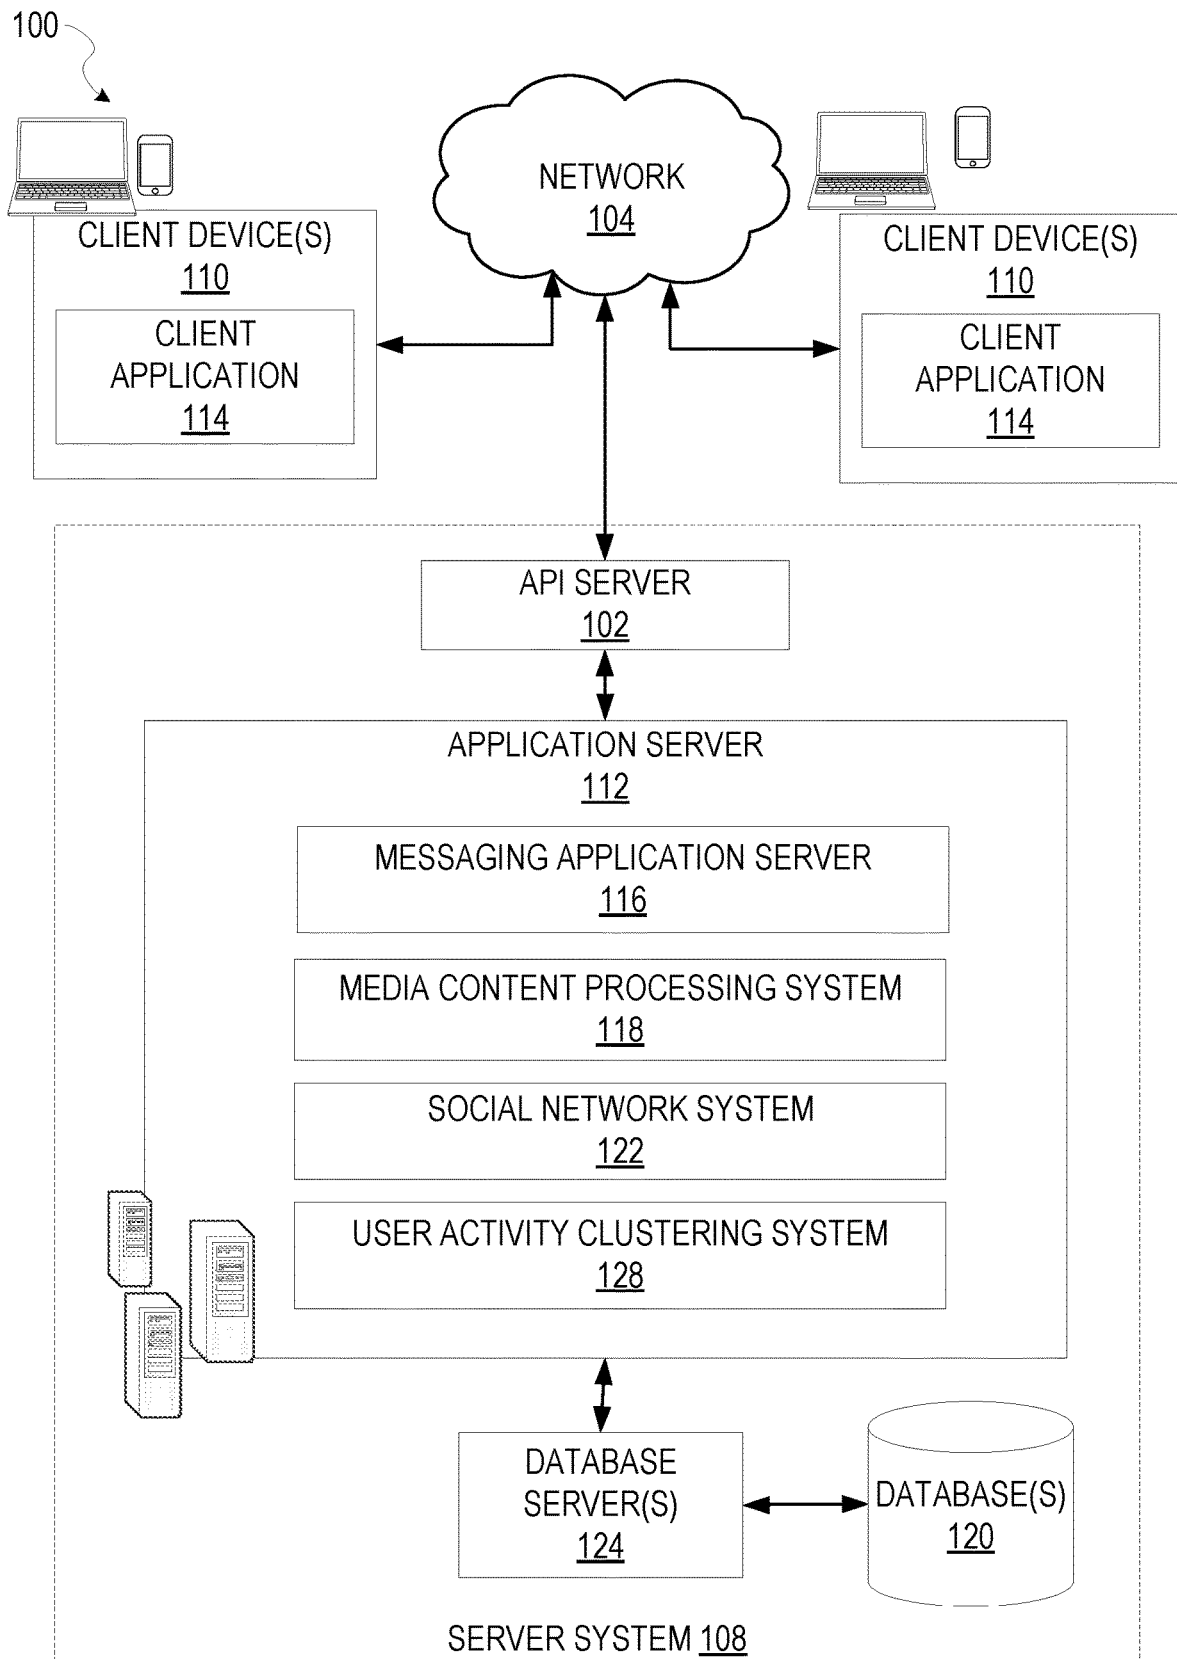 100
NETWORK
104
CLIENT DEVICE(S)
110
CLIENT
APPLICATION
114
CLIENT DEVICE(S)
110
CLIENT
APPLICATION
114
API SERVER
102
APPLICATION SERVER
112
MESSAGING APPLICATION SERVER
116
MEDIA CONTENT PROCESSING SYSTEM
118
SOCIAL NETWORK SYSTEM
122
USER ACTIVITY CLUSTERING SYSTEM
128
DATABASE
SERVER(S)
124
DATABASE(S)
120
SERVER SYSTEM 108